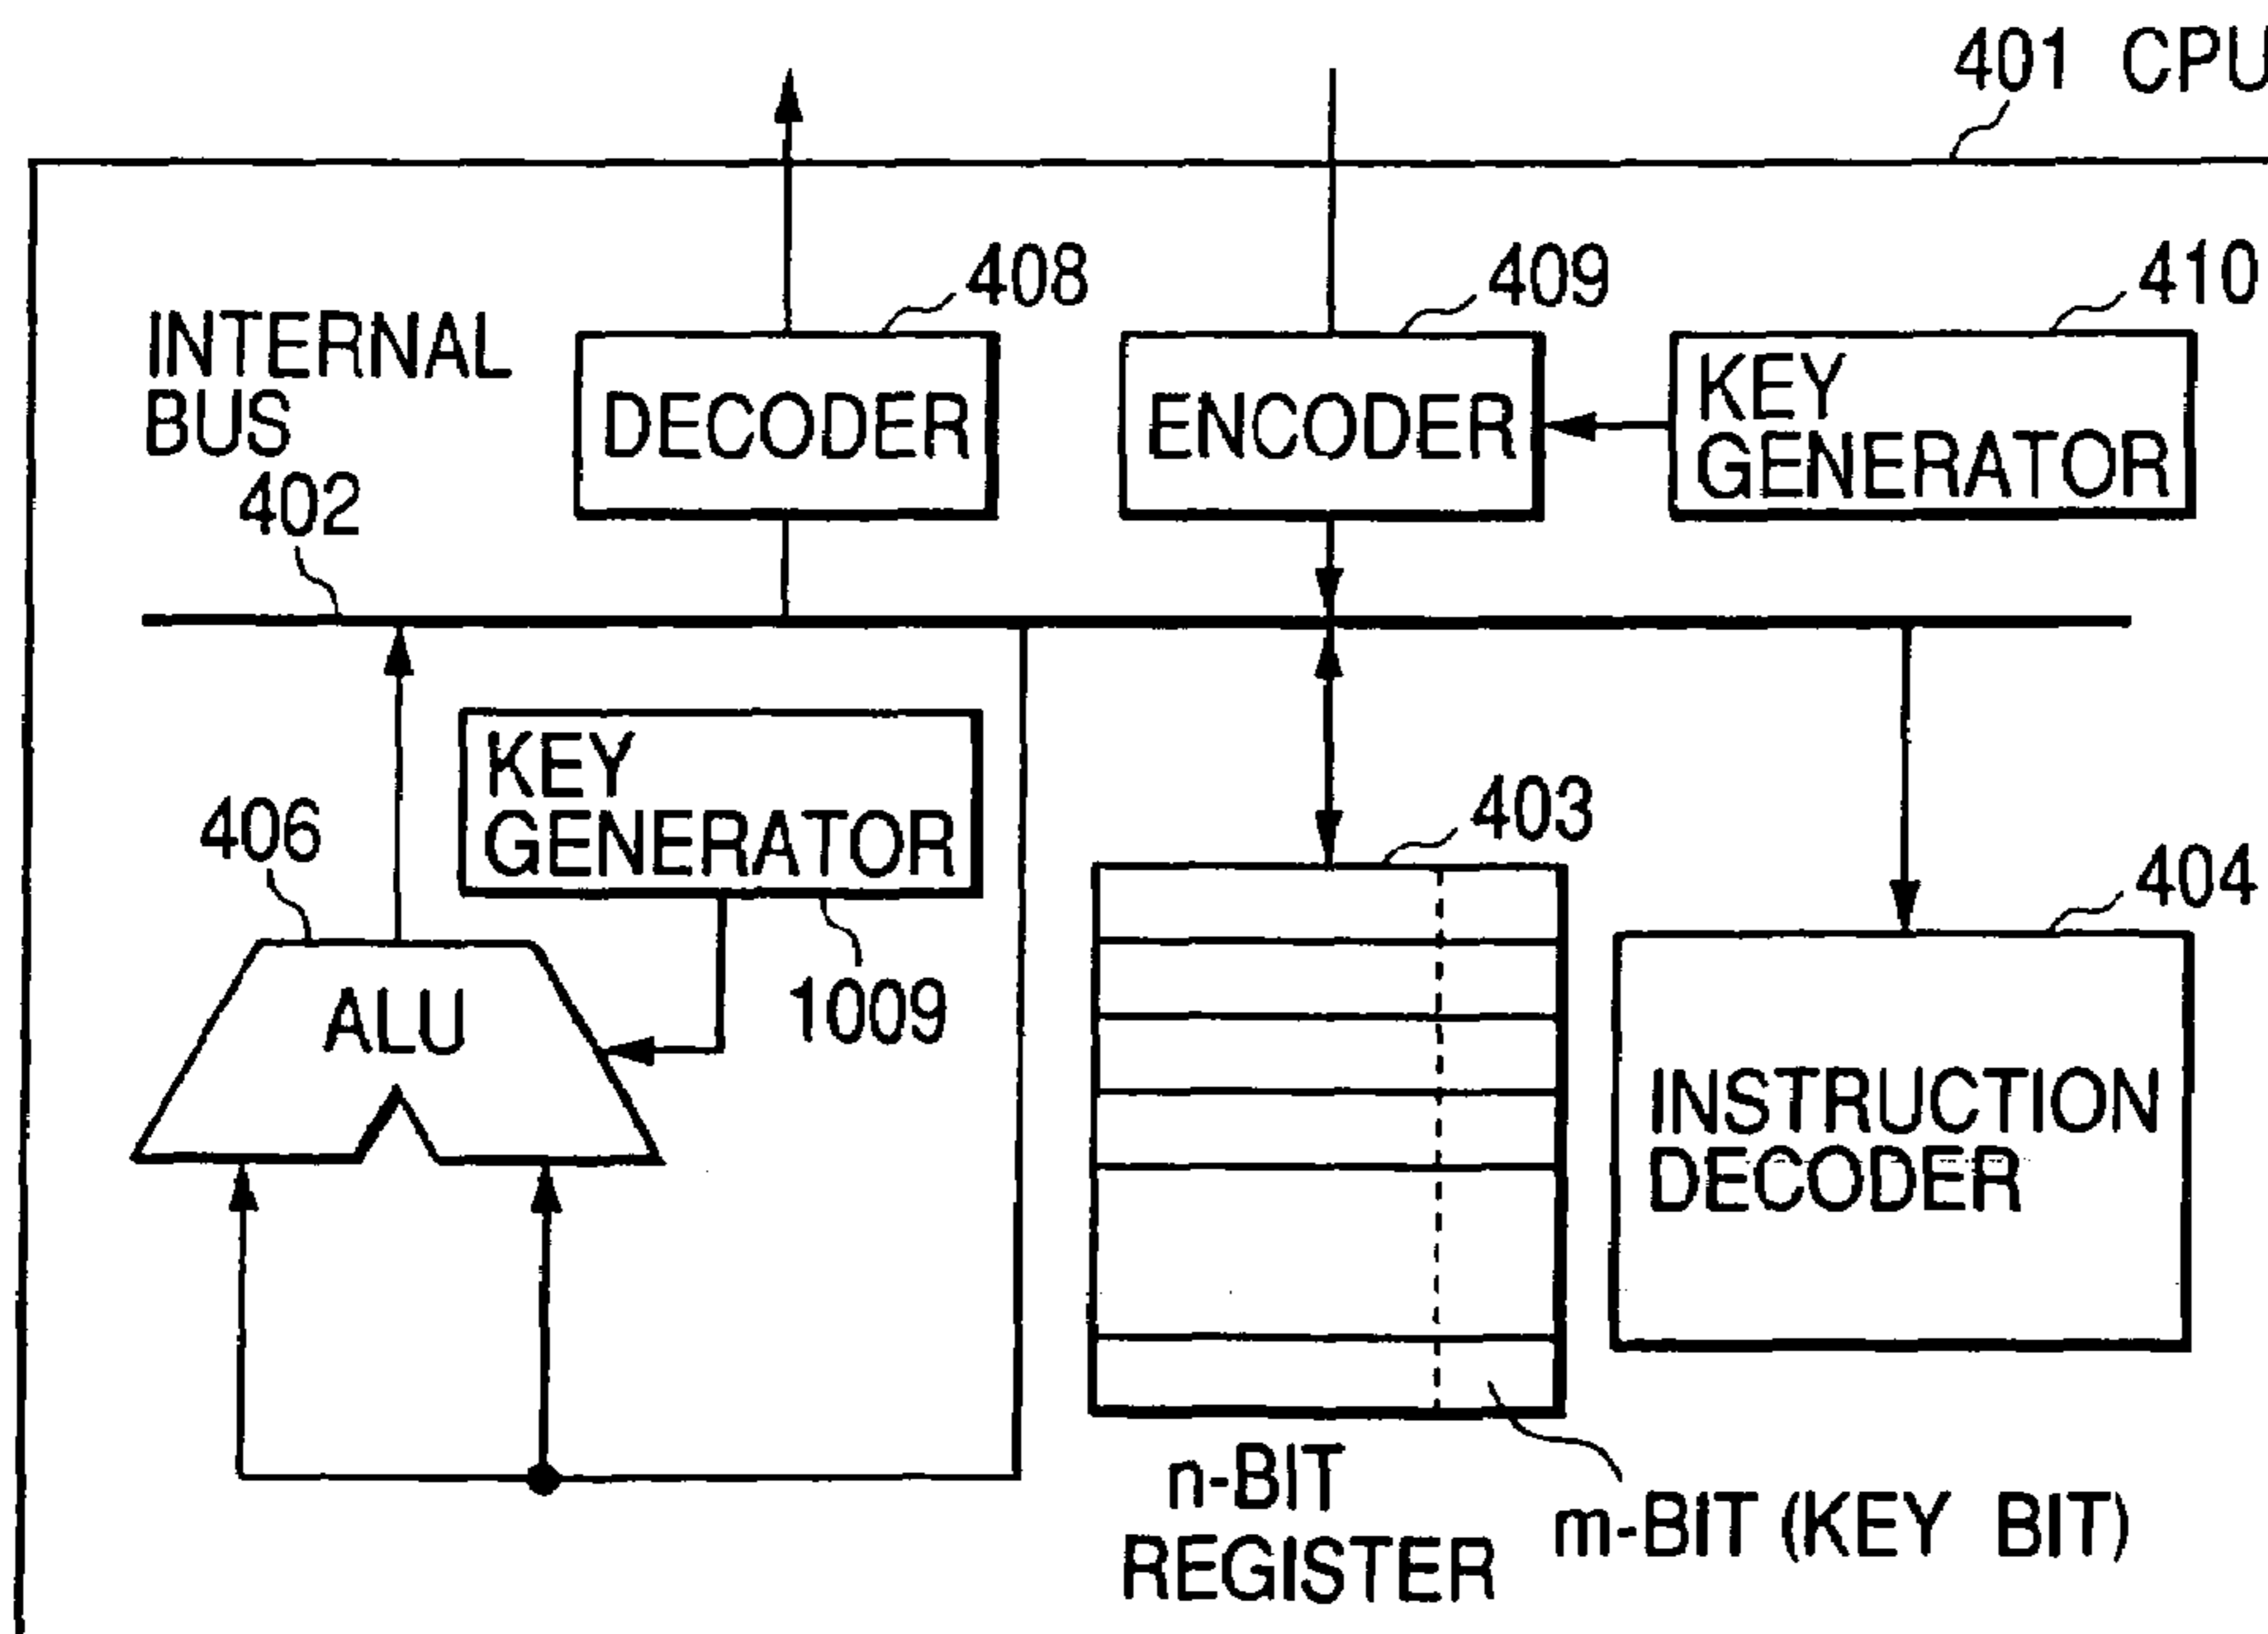 401 CPU
408
409
410
INTERNAL
BUS
402
DECODER
ENCODER
KEY
GENERATOR
KEY
GENERATOR
406
1009
ALU
403
404
INSTRUCTION
DECODER
n-BIT
REGISTER
m-BIT (KEY BIT)